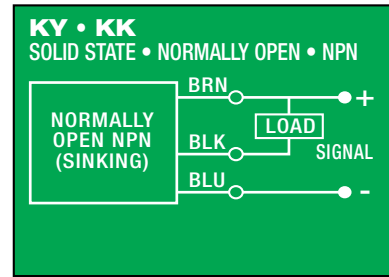 KY • KK
SOLID STATE • NORMALLY OPEN • NPN
BRN
+
NORMALLY
OPEN NPN
(SINKING)
LOAD
BLK
SIGNAL
BLU
-